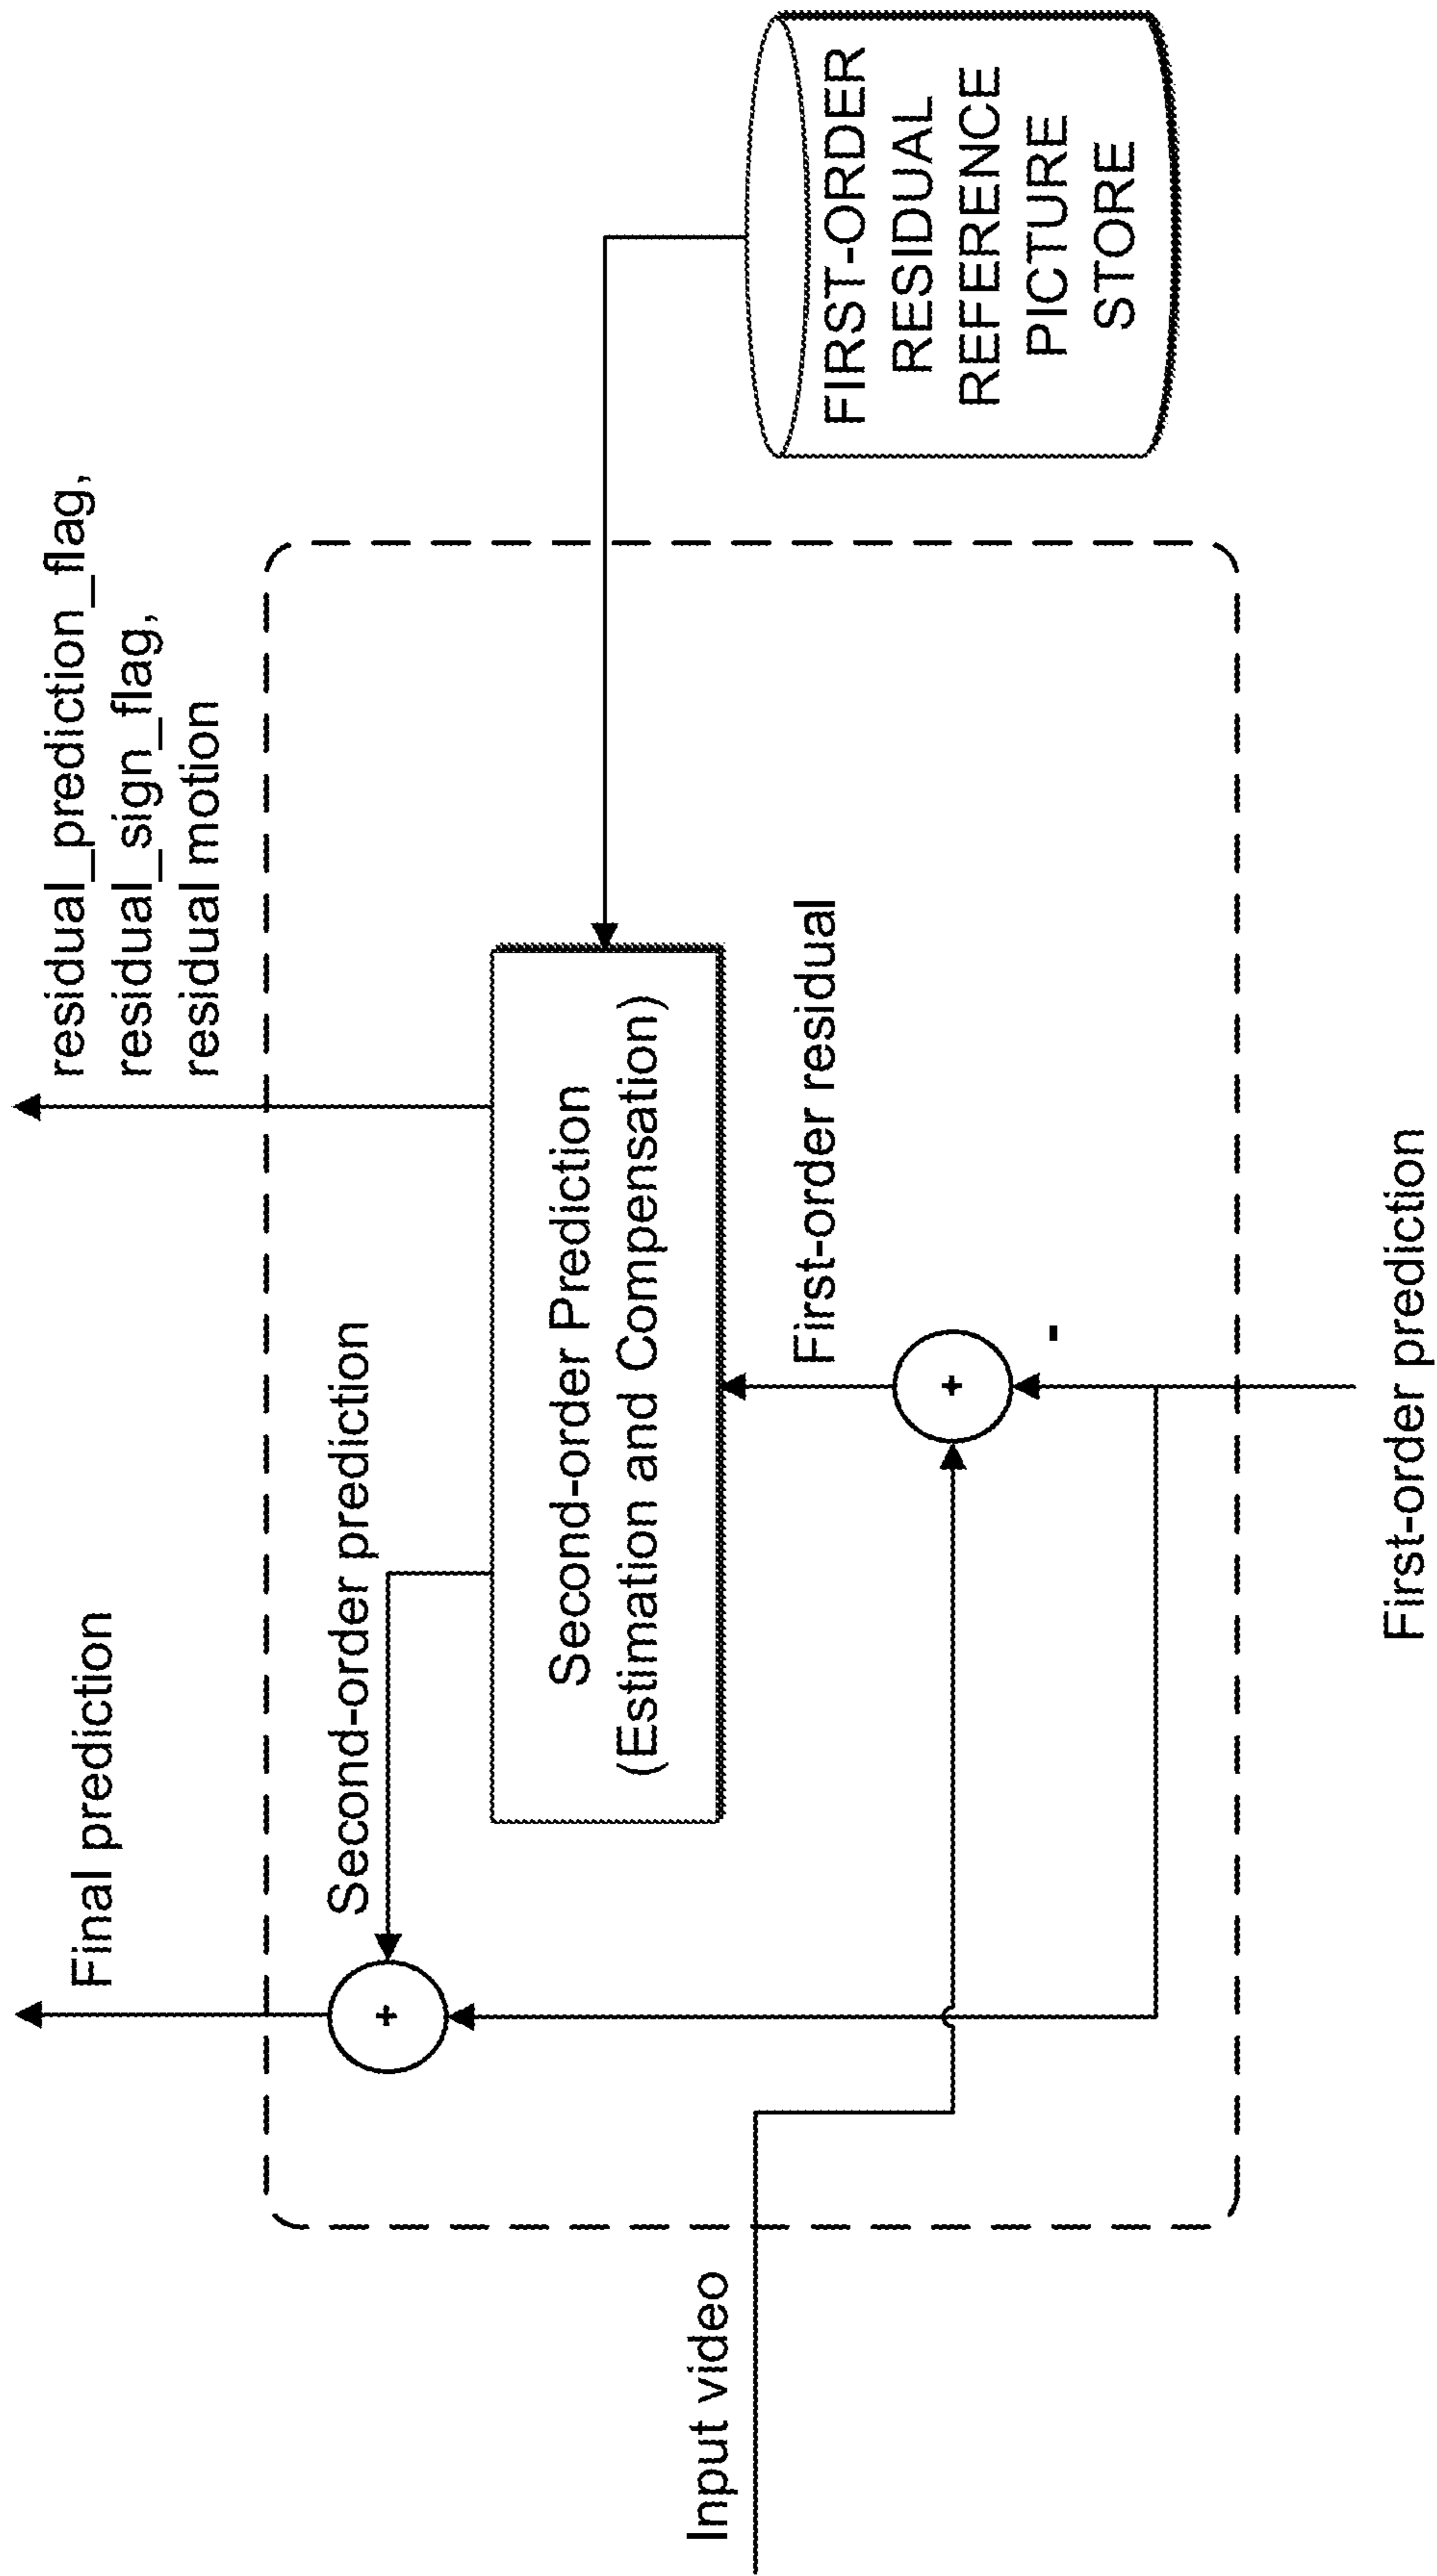 Final prediction
residual_prediction_flag,
residual_sign_flag,
residual motion
Second-order prediction
+
Second-order Prediction
(Estimation and Compensation)
Input video
First-order residual
+
-
FIRST-ORDER
RESIDUAL
REFERENCE
PICTURE
STORE
First-order prediction